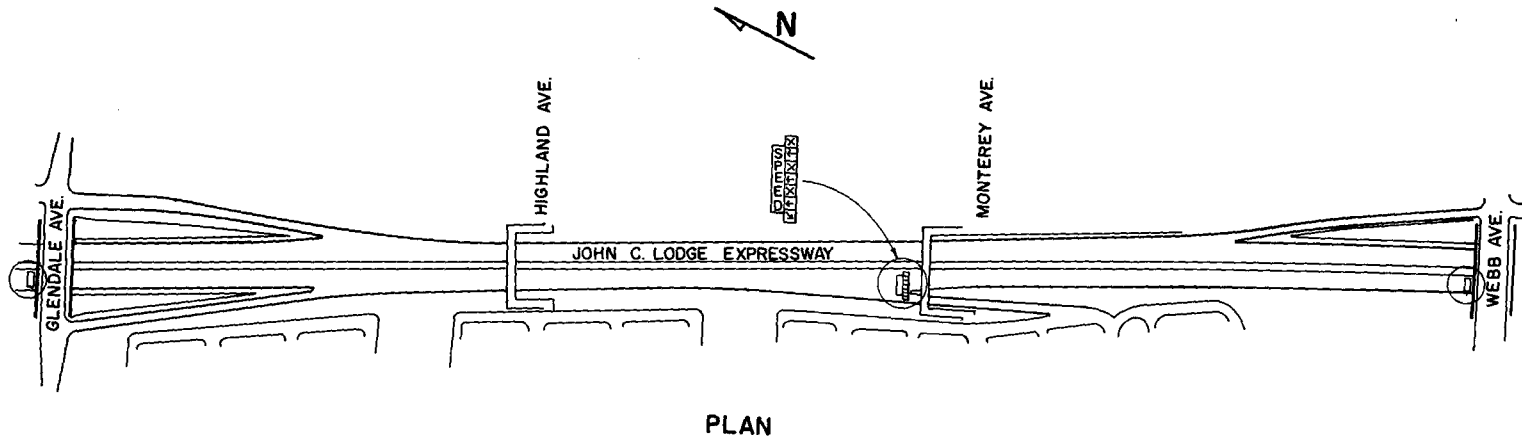 N
HIGHLAND AVE.
MONTEREY AVE.
SPEED
GLENDALE AVE.
JOHN C. LODGE EXPRESSWAY
WEBB AVE.
PLAN